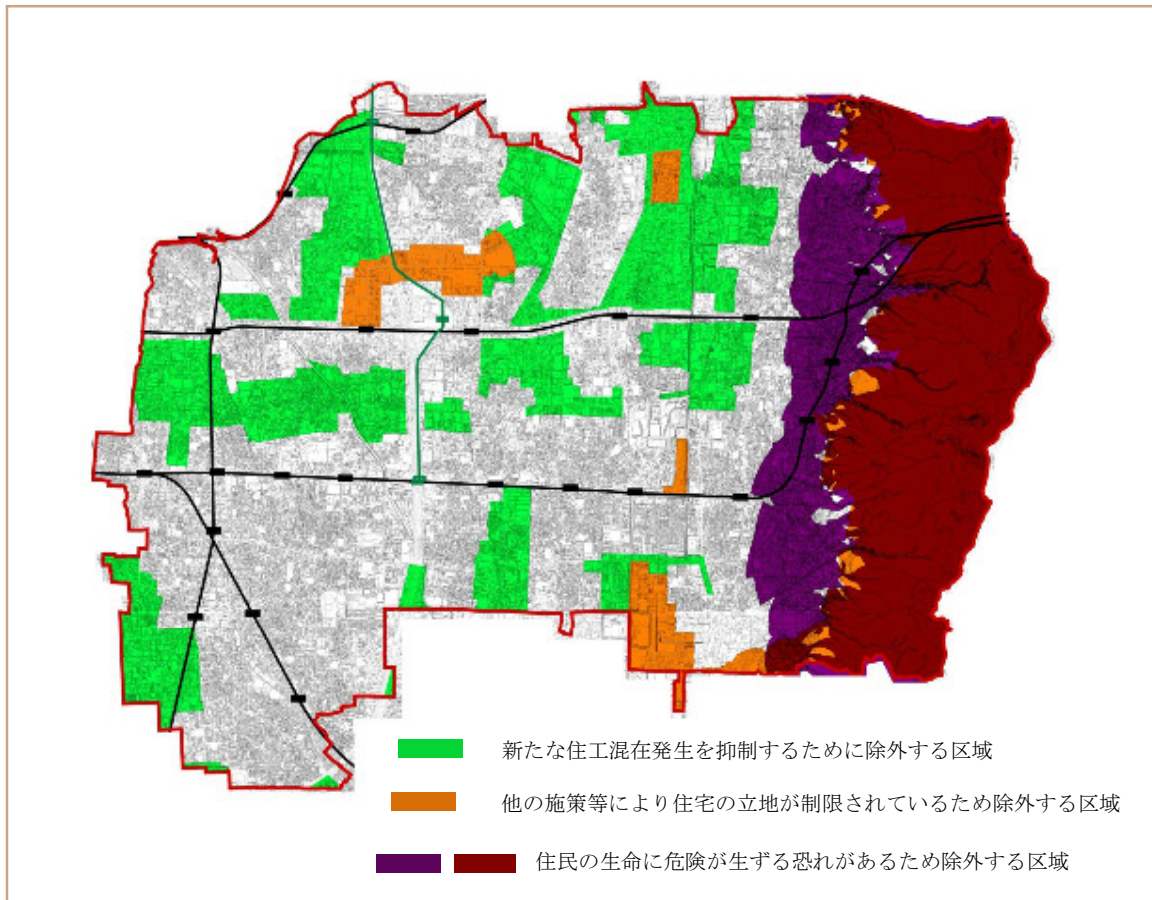 新たな住工混在発生を抑制するために除外する区域
他の施策等により住宅の立地が制限されているため除外する区域
住民の生命に危険が生ずる恐れがあるため除外する区域